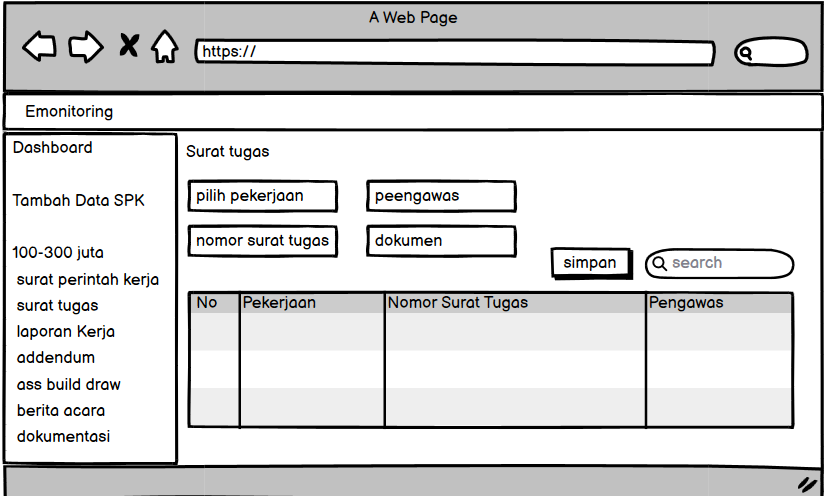 A Web Page
https://
Emonitoring
Dashboard
Tambah Data SPK
100-300 juta
surat perintah kerja
surat tugas
laporan Kerja
addendum
ass build draw
berita acara
dokumentasi
Surat tugas
pilih pekerjaan
peengawas
nomor surat tugas
dokumen
simpan
search
No Pekerjaan Nomor Surat Tugas Pengawas